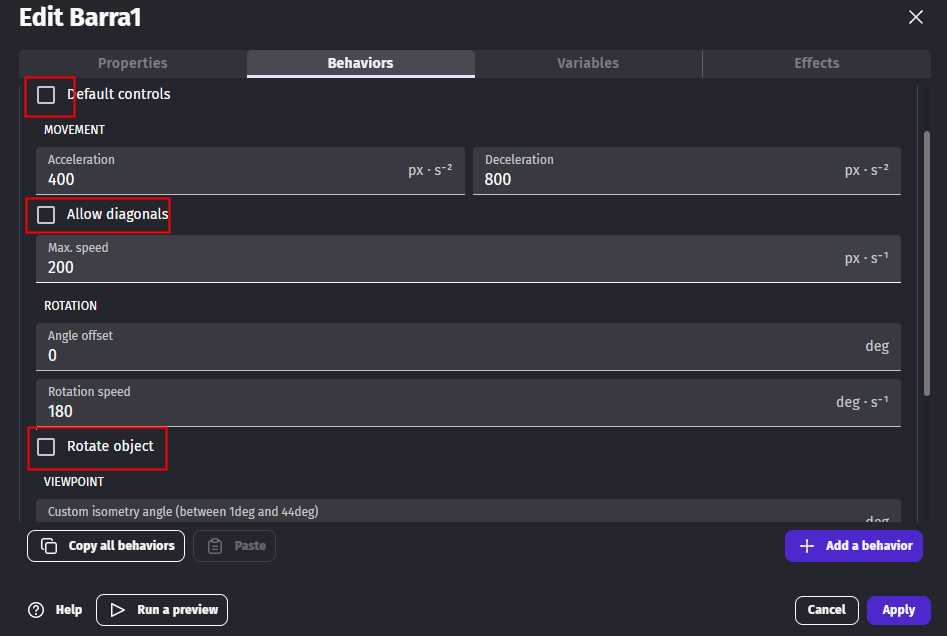 Edit Barra1
Properties
Behaviors
Variables
Effects
Default controls
MOVEMENT
Acceleration
400
px · s⁻²
Deceleration
800
px · s⁻²
Allow diagonals
Max. speed
200
px · s⁻¹
ROTATION
Angle offset
0
deg
Rotation speed
180
deg · s⁻¹
Rotate object
VIEWPOINT
Custom isometry angle (between 1deg and 44deg)
deg
Copy all behaviors
Paste
Add a behavior
Help
Run a preview
Cancel
Apply